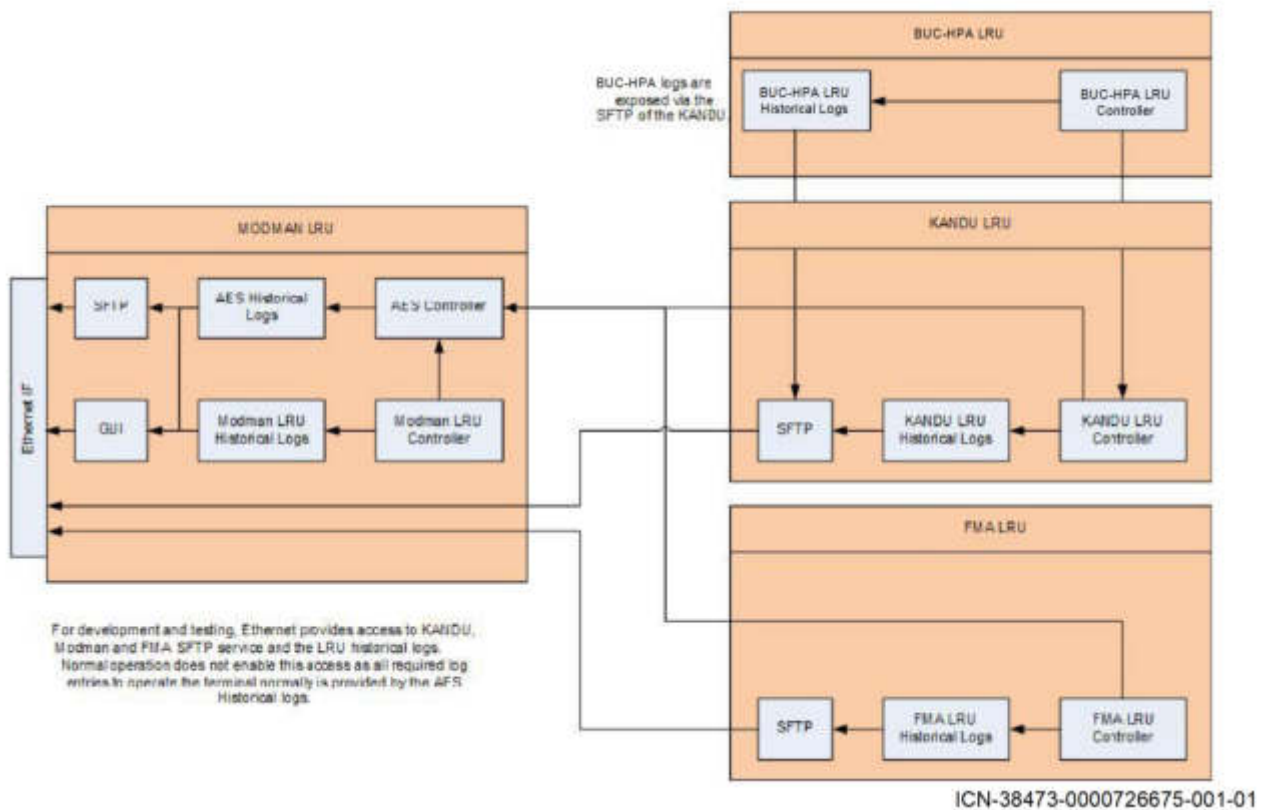 BUC-HPA LRU
BUC-HPA logs are
exposed via the
SFTP of the KANDU.
BUC-HPA LRU
Historical Logs
BUC-HPA LRU
Controller
MODMAN LRU
KANDU LRU
SFTP
AES Historical
Logs
AES Controller
Ethernet I/F
GUI
Modman LRU
Historical Logs
Modman LRU
Controller
SFTP
KANDU LRU
Historical Logs
KANDU LRU
Controller
FMA LRU
For development and testing, Ethernet provides access to KANDU,
Modman and FMA SFTP service and the LRU historical logs.
Normal operation does not enable this access as all required log
entries to operate the terminal normally is provided by the AES
Historical logs.
SFTP
FMA LRU
Historical Logs
FMA LRU
Controller
ICN-38473-0000726675-001-01